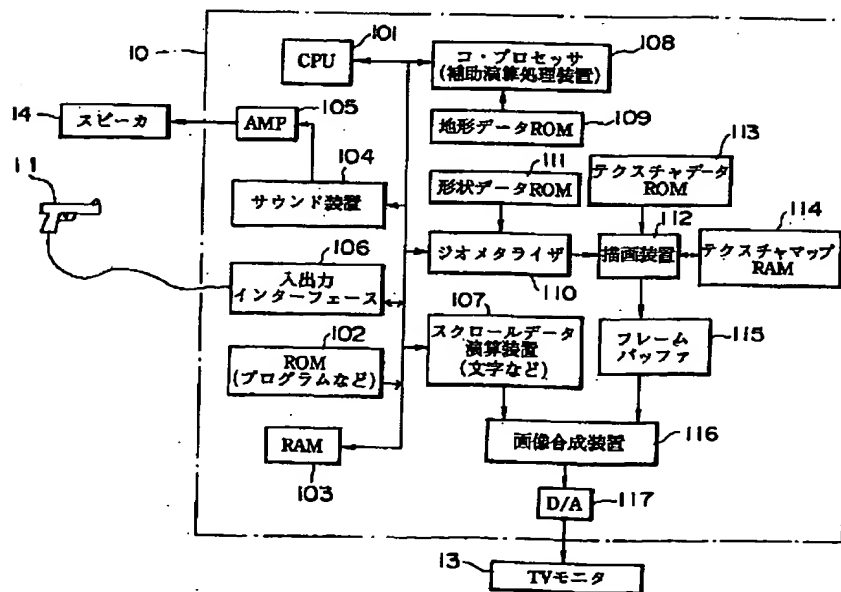 10
101
CPU
コ・プロセッサ
(補助演算処理装置)
108
14
スピーカ
AMP
105
地形データROM
109
113
11
104
サウンド装置
111
形状データROM
テクスチャデータ
ROM
106
入出力
インターフェース
ジオメタライザ
110
112
描画装置
114
テクスチャマップ
RAM
102
ROM
(プログラムなど)
107
スクロールデータ
演算装置
(文字など)
フレーム
バッファ
115
RAM
103
画像合成装置
116
D/A
117
13
TVモニタ